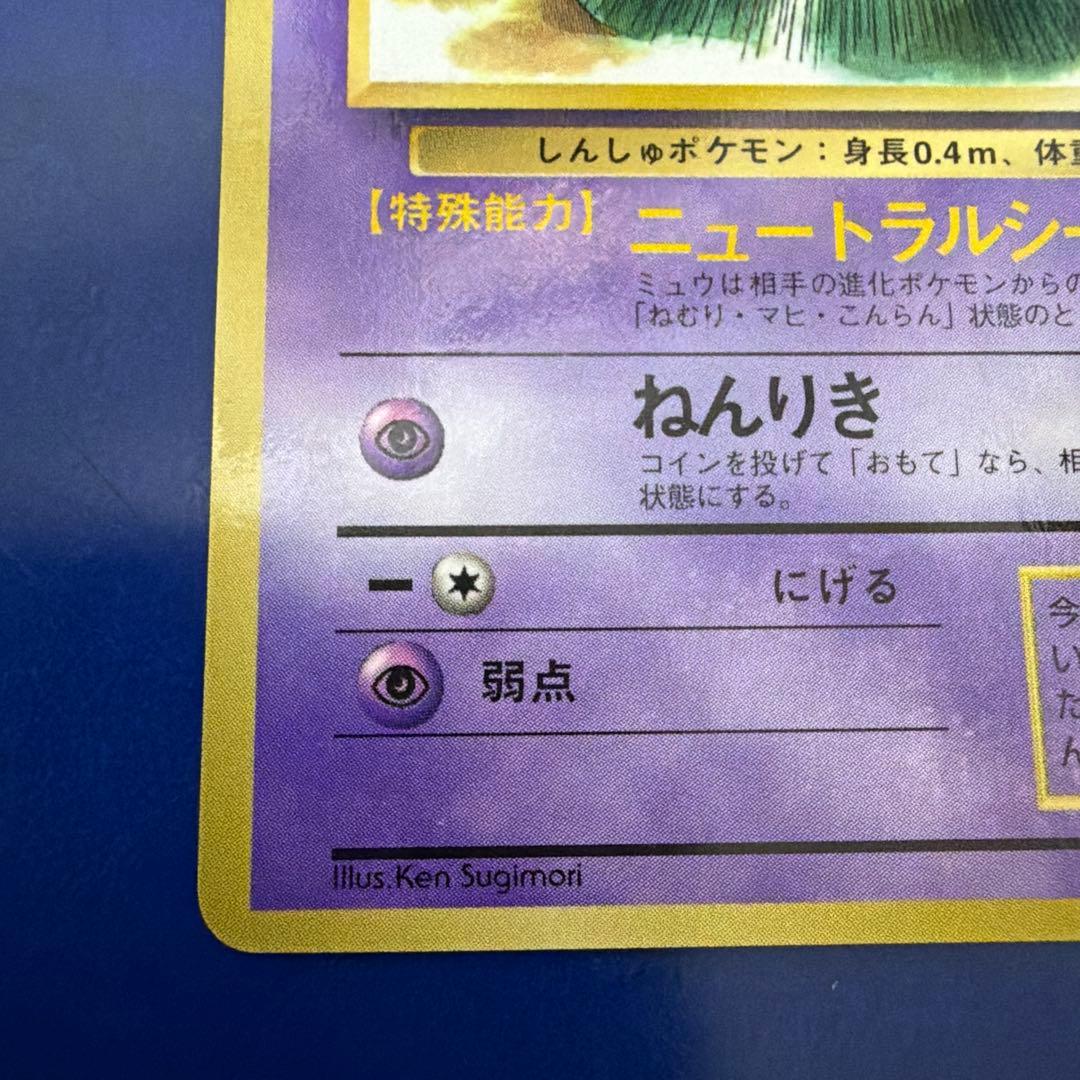 しんしゅポケモン：身長0.4m、体重
【特殊能力】 ニュートラルシー
ミュウは相手の進化ポケモンからの
「ねむり・マヒ・こんらん」状態のと
ねんりき
コインを投げて「おもて」なら、相
状態にする。
にげる
弱点
今
い
た
ん
Illus.Ken Sugimori